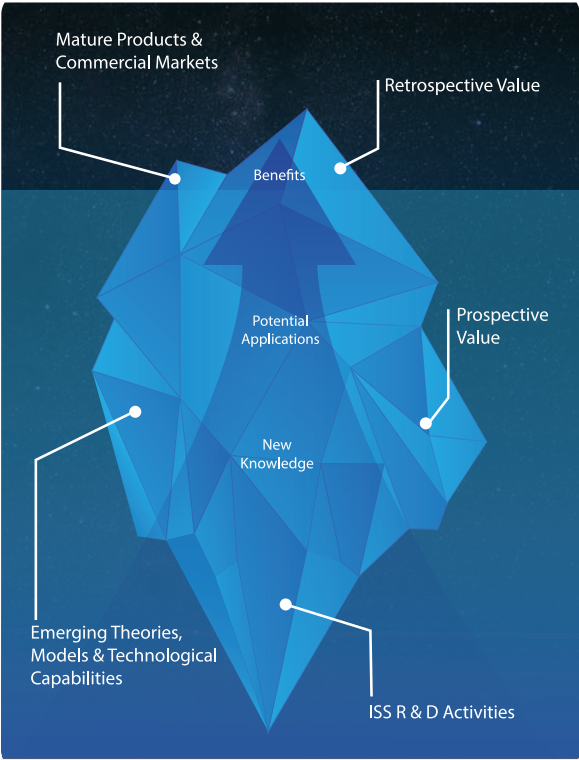 Mature Products &
Commercial Markets
Retrospective Value
Benefits
Potential
Applications
Prospective
Value
New
Knowledge
Emerging Theories,
Models & Technological
Capabilities
ISS R & D Activities